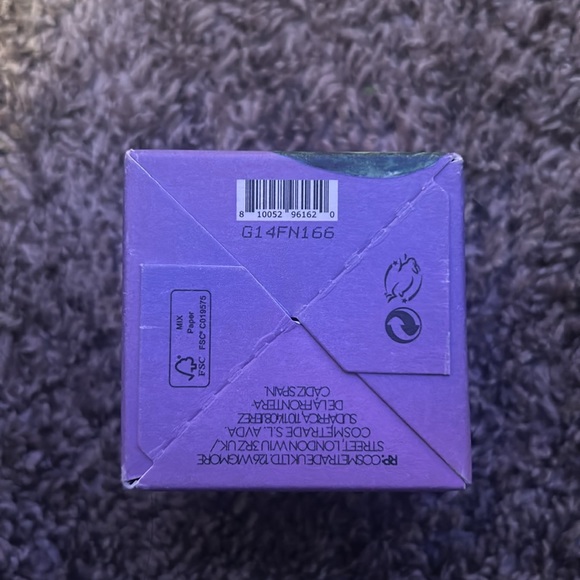 8 10052 96162 0
G14FN166
MIX
Paper
FSC® C019575
FSC
RP: COSMETRADE UK LTD. 126 WIGMORE
STREET, LONDON W1U 3RZ UK /
COSMETRADE S.L. AVDA.
SUDAFRICA 1101408 JEREZ
DE LA FRONTERA-
CADIZ SPAIN.